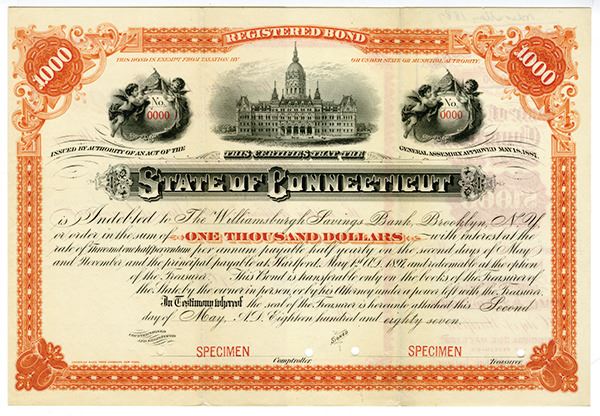 REGISTERED BOND
1000
1000
THIS BOND IS EXEMPT FROM TAXATION BY OR UNDER STATE OR MUNICIPAL AUTHORITY
No. 0000
No. 0000
ISSUED BY AUTHORITY OF AN ACT OF THE
GENERAL ASSEMBLY APPROVED MAY 18, 1887.
THIS CERTIFIES THAT THE
STATE OF CONNECTICUT
is Indebted to The Williamsburgh Savings Bank, Brooklyn, N.Y.
or order in the sum of ONE THOUSAND DOLLARS with interest at the
rate of Three and one half per centum per annum payable half yearly on the second days of May
and November and the principal payable at Hartford, May 1st A.D. 1897, and redeemable at the option
of the Treasurer. This Bond is transferable only on the books of the Treasurer of
the State by the owner in person, or by his Attorney under a power left with the Treasurer.
In Testimony whereof the seal of the Treasurer is hereunto attached this Second
day of May, A.D. Eighteen hundred and eighty seven.
COUNTERSIGNED
AND REGISTERED
SIGNED
SPECIMEN
SPECIMEN
Comptroller
Treasurer